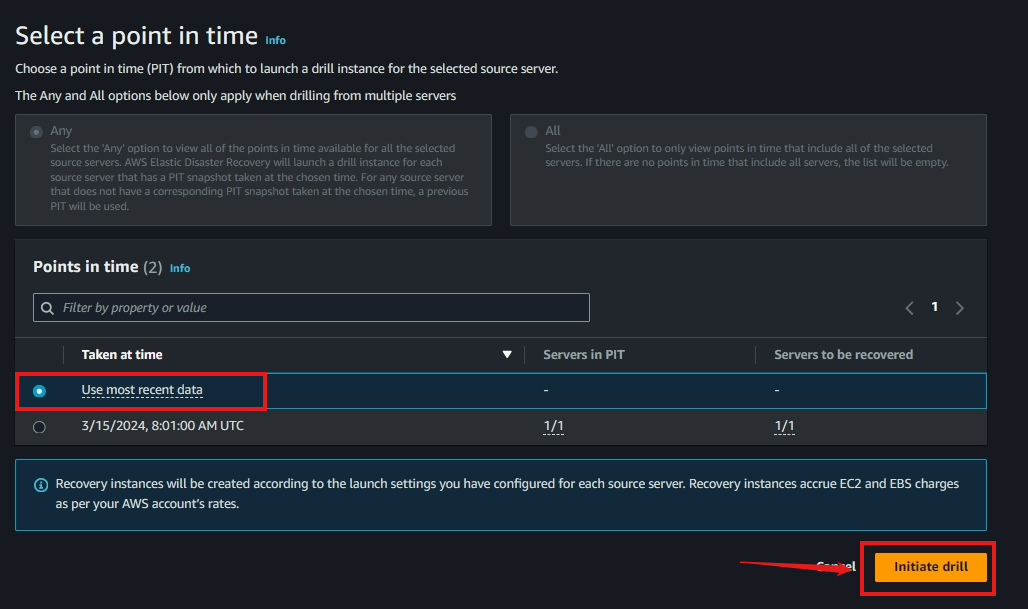 Select a point in time Info
Choose a point in time (PIT) from which to launch a drill instance for the selected source server.
The Any and All options below only apply when drilling from multiple servers
Any
Select the 'Any' option to view all of the points in time available for all the selected
source servers. AWS Elastic Disaster Recovery will launch a drill instance for each
source server that has a PIT snapshot taken at the chosen time. For any source server
that does not have a corresponding PIT snapshot taken at the chosen time, a previous
PIT will be used.
All
Select the 'All' option to only view points in time that include all of the selected
servers. If there are no points in time that include all servers, the list will be empty.
Points in time (2) Info
Filter by property or value
1
Taken at time Servers in PIT Servers to be recovered
Use most recent data - -
3/15/2024, 8:01:00 AM UTC 1/1 1/1
Recovery instances will be created according to the launch settings you have configured for each source server. Recovery instances accrue EC2 and EBS charges
as per your AWS account's rates.
Cancel Initiate drill